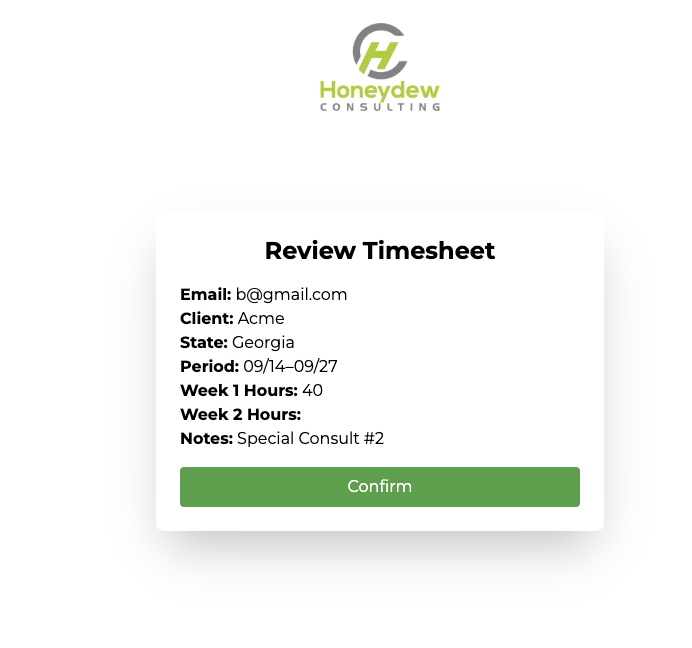 H
Honeydew
CONSULTING
Review Timesheet
Email: b@gmail.com
Client: Acme
State: Georgia
Period: 09/14–09/27
Week 1 Hours: 40
Week 2 Hours:
Notes: Special Consult #2
Confirm